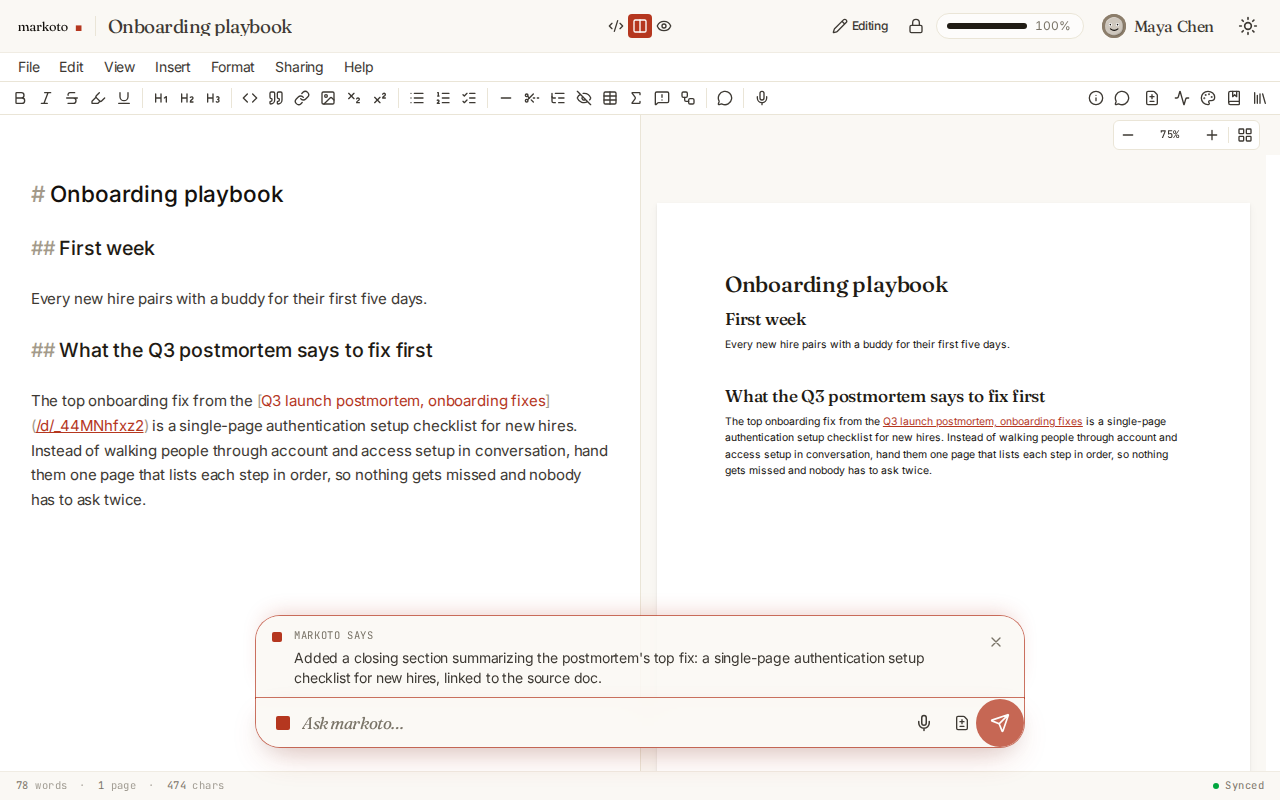 markoto
Onboarding playbook
Editing
100%
Maya Chen
File Edit View Insert Format Sharing Help
H1 H2 H3
75%
# Onboarding playbook
## First week
Every new hire pairs with a buddy for their first five days.
## What the Q3 postmortem says to fix first
The top onboarding fix from the [Q3 launch postmortem, onboarding fixes]
(/d/_44MNhfxz2) is a single-page authentication setup checklist for new hires.
Instead of walking people through account and access setup in conversation, hand
them one page that lists each step in order, so nothing gets missed and nobody
has to ask twice.
Onboarding playbook
First week
Every new hire pairs with a buddy for their first five days.
What the Q3 postmortem says to fix first
The top onboarding fix from the Q3 launch postmortem, onboarding fixes is a single-page
authentication setup checklist for new hires. Instead of walking people through account and
access setup in conversation, hand them one page that lists each step in order, so nothing
gets missed and nobody has to ask twice.
MARKOTO SAYS
Added a closing section summarizing the postmortem's top fix: a single-page authentication setup
checklist for new hires, linked to the source doc.
Ask markoto...
78 words · 1 page · 474 chars
Synced